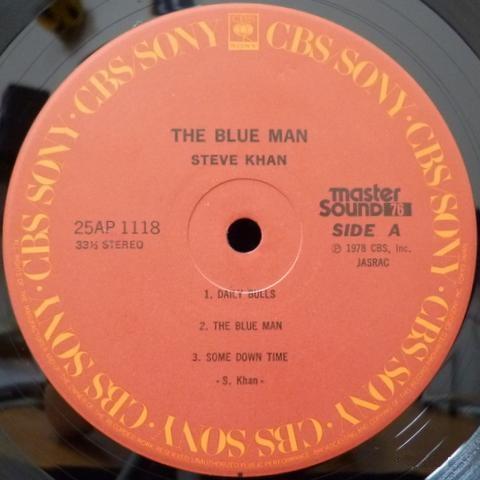 CBS/SONY · CBS/SONY · CBS SONY · CBS/SONY · CBS SONY · CBS SONY · CBS SONY · CBS SONY
CBS
SONY
THE BLUE MAN
STEVE KHAN
master
Sound 76
25AP 1118
SIDE A
33⅓ STEREO
Ⓟ 1978 CBS, Inc.
JASRAC
1. DAILY BULLS
2. THE BLUE MAN
3. SOME DOWN TIME
- S. Khan -